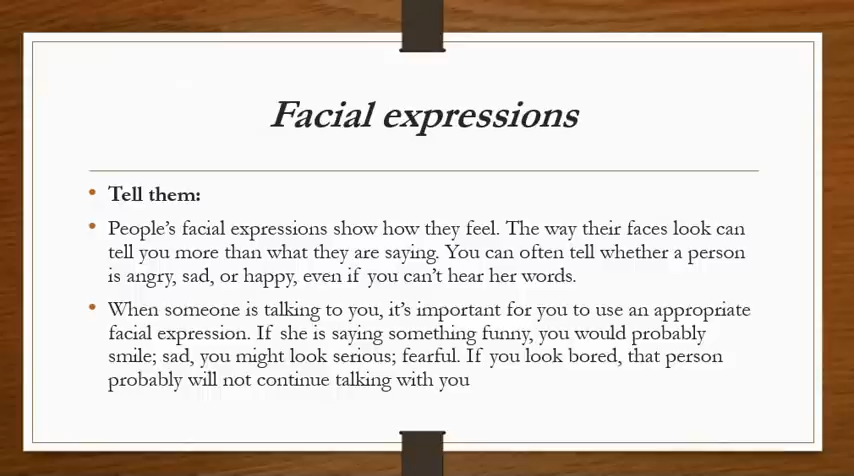 Facial expressions
• Tell them:
• People's facial expressions show how they feel. The way their faces look can
tell you more than what they are saying. You can often tell whether a person
is angry, sad, or happy, even if you can't hear her words.
• When someone is talking to you, it's important for you to use an appropriate
facial expression. If she is saying something funny, you would probably
smile; sad, you might look serious; fearful. If you look bored, that person
probably will not continue talking with you